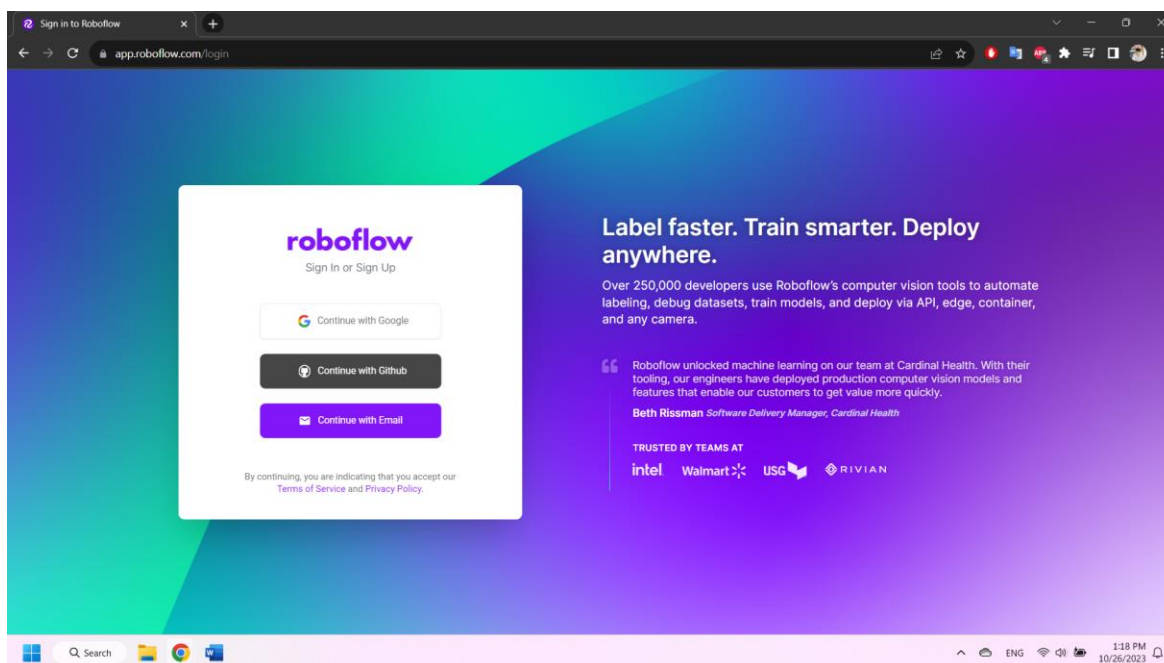 Sign in to Roboflow
app.roboflow.com/login
4
roboflow
Sign In or Sign Up
Continue with Google
Continue with Github
Continue with Email
By continuing, you are indicating that you accept our
Terms of Service and Privacy Policy.
Label faster. Train smarter. Deploy
anywhere.
Over 250,000 developers use Roboflow's computer vision tools to automate
labeling, debug datasets, train models, and deploy via API, edge, container,
and any camera.
Roboflow unlocked machine learning on our team at Cardinal Health. With their
tooling, our engineers have deployed production computer vision models and
features that enable our customers to get value more quickly.
Beth Rissman Software Delivery Manager, Cardinal Health
TRUSTED BY TEAMS AT
intel Walmart USG RIVIAN
Search
ENG
1:18 PM
10/26/2023